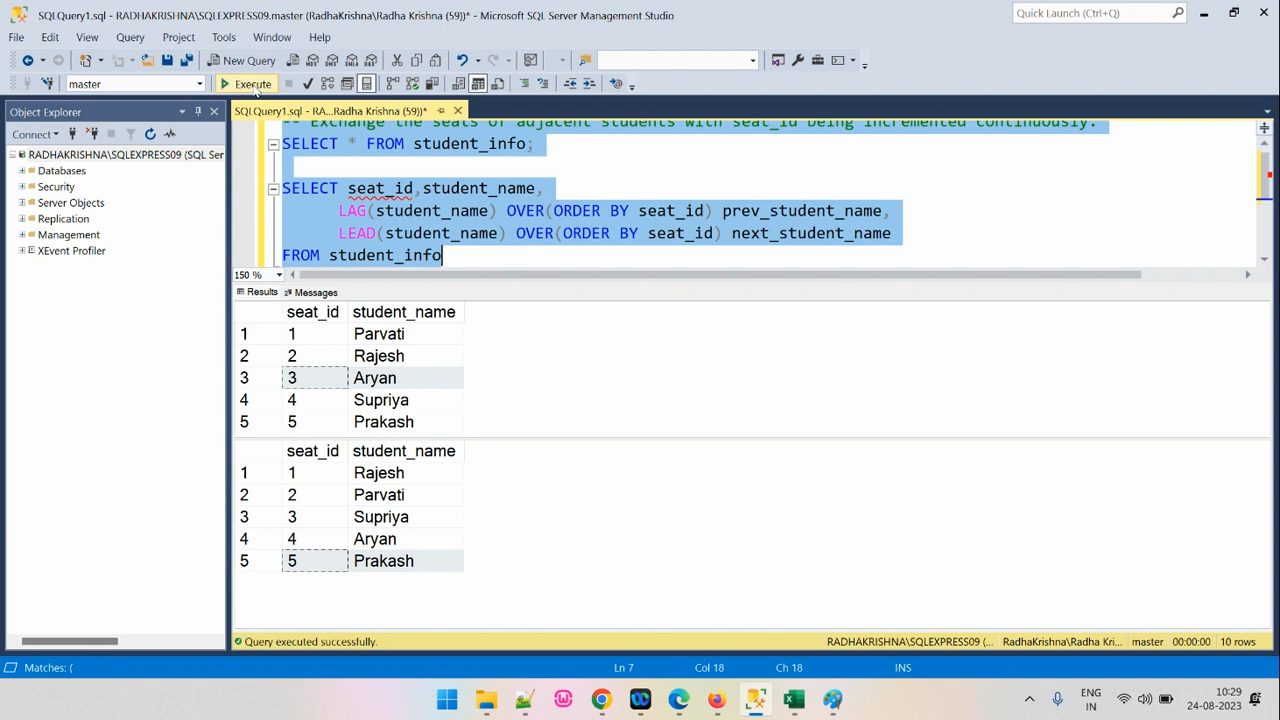 SQLQuery1.sql - RADHAKRISHNA\SQLEXPRESS09.master (RadhaKrishna\Radha Krishna (59))* - Microsoft SQL Server Management Studio
Quick Launch (Ctrl+Q)
File Edit View Query Project Tools Window Help
New Query
master
Execute
Object Explorer
SQLQuery1.sql - RA...Radha Krishna (59))*
Connect
RADHAKRISHNA\SQLEXPRESS09 (SQL Ser
Databases
Security
Server Objects
Replication
Management
XEvent Profiler
-- Exchange the seats of adjacent students with seat_id being incremented continuously.
SELECT * FROM student_info;
SELECT seat_id,student_name,
LAG(student_name) OVER(ORDER BY seat_id) prev_student_name,
LEAD(student_name) OVER(ORDER BY seat_id) next_student_name
FROM student_info
150 %
Results Messages
seat_id student_name
1 1 Parvati
2 2 Rajesh
3 3 Aryan
4 4 Supriya
5 5 Prakash
seat_id student_name
1 1 Rajesh
2 2 Parvati
3 3 Supriya
4 4 Aryan
5 5 Prakash
Query executed successfully.
RADHAKRISHNA\SQLEXPRESS09 (... RadhaKrishna\Radha Kri... master 00:00:00 10 rows
Matches: (
Ln 7 Col 18 Ch 18 INS
ENG
IN
10:29
24-08-2023